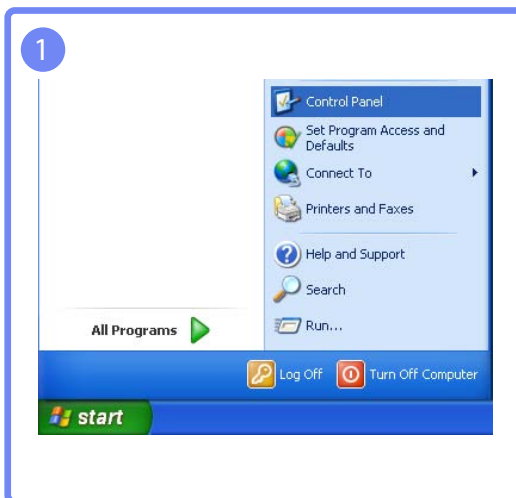 1
Control Panel
Set Program Access and
Defaults
Connect To
Printers and Faxes
Help and Support
Search
Run...
All Programs
Log Off
Turn Off Computer
start